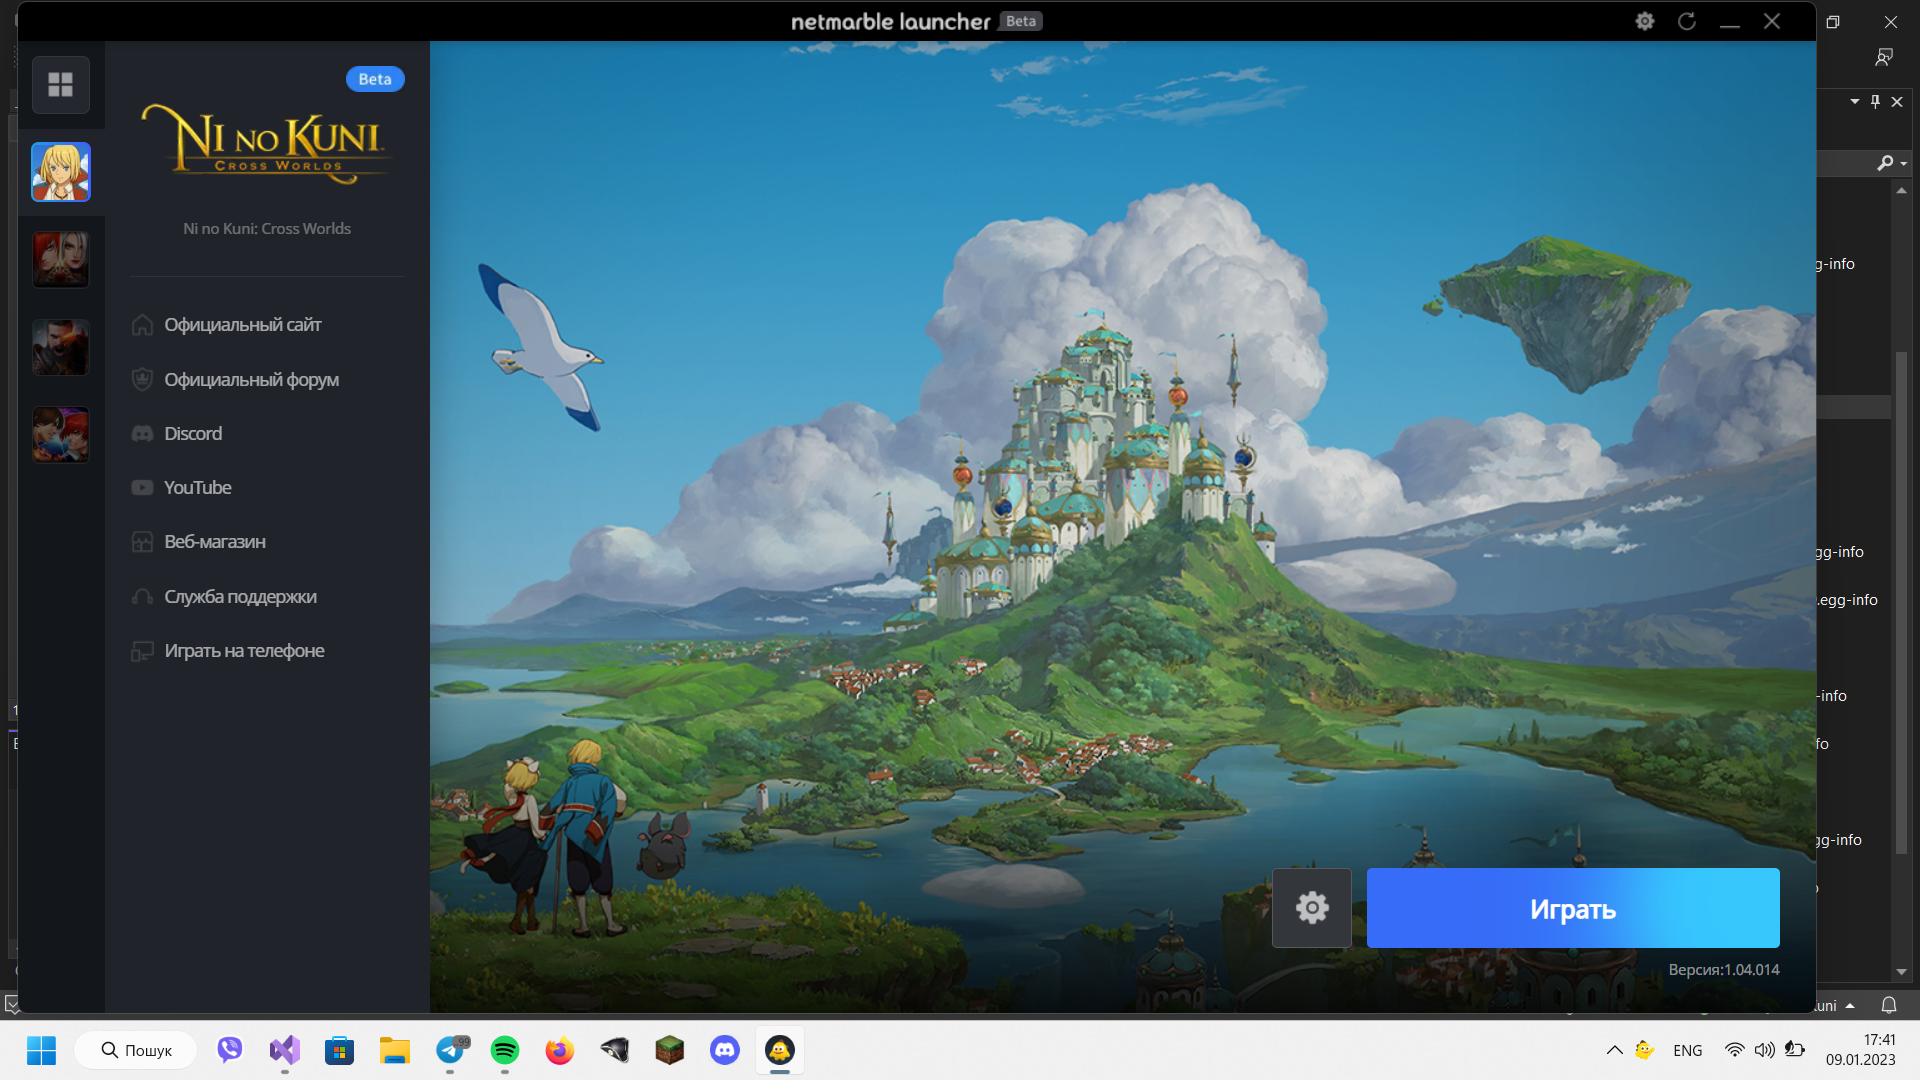 netmarble launcher Beta
Beta
NI NO KUNI
CROSS WORLDS
Ni no Kuni: Cross Worlds
Официальный сайт
Официальный форум
Discord
YouTube
Веб-магазин
Служба поддержки
Играть на телефоне
Играть
Версия:1.04.014
g-info
gg-info
.egg-info
-info
fo
gg-info
uni
Пошук
99
ENG
17:41
09.01.2023